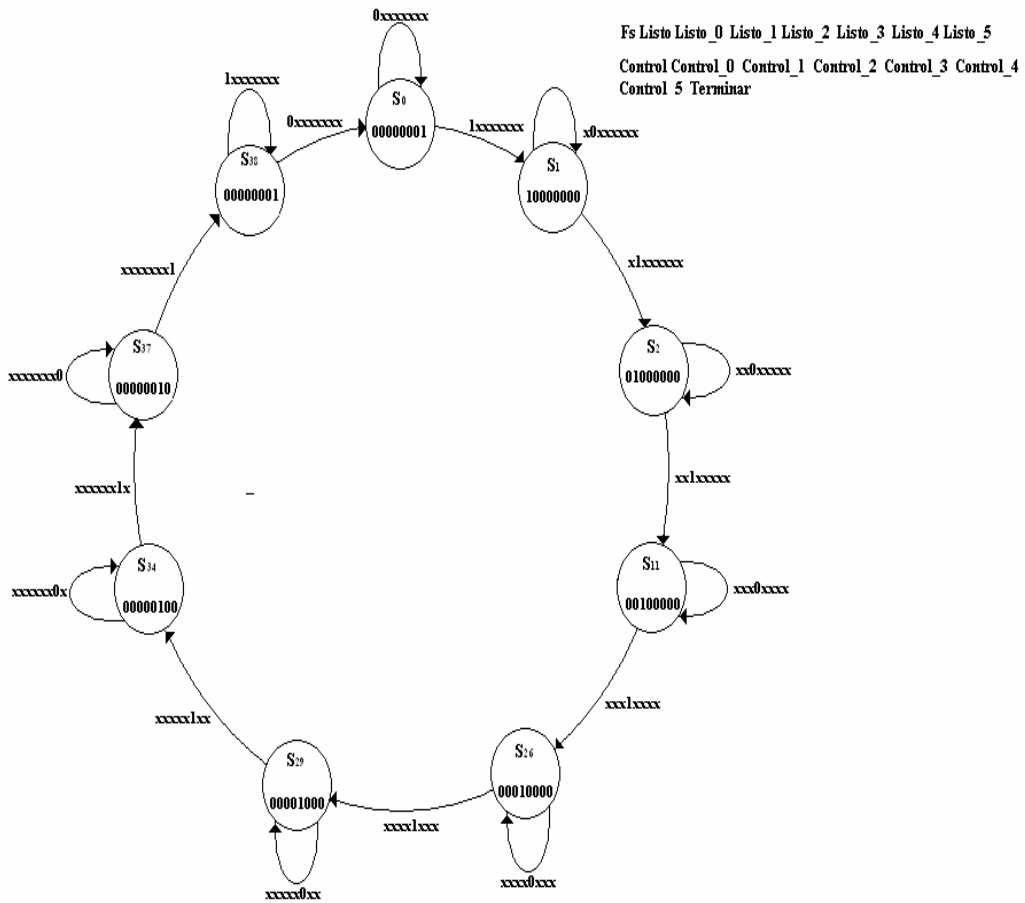 0xxxxxxx
Fs Listo Listo_0 Listo_1 Listo_2 Listo_3 Listo_4 Listo_5
Control Control_0 Control_1 Control_2 Control_3 Control_4
Control_5 Terminar
1xxxxxxx
S0
00000001
0xxxxxxx
1xxxxxxx
x0xxxxxx
S38
00000001
S1
10000000
x1xxxxxx
xxxxxxx1
S37
00000010
xxxxxxx0
S2
01000000
xx0xxxxx
xx1xxxxx
xxxxxx1x
S34
00000100
xxxxxx0x
S11
00100000
xxx0xxxx
xxx1xxxx
xxxxx1xx
S29
00001000
S26
00010000
xxxx1xxx
xxxxx0xx
xxxx0xxx